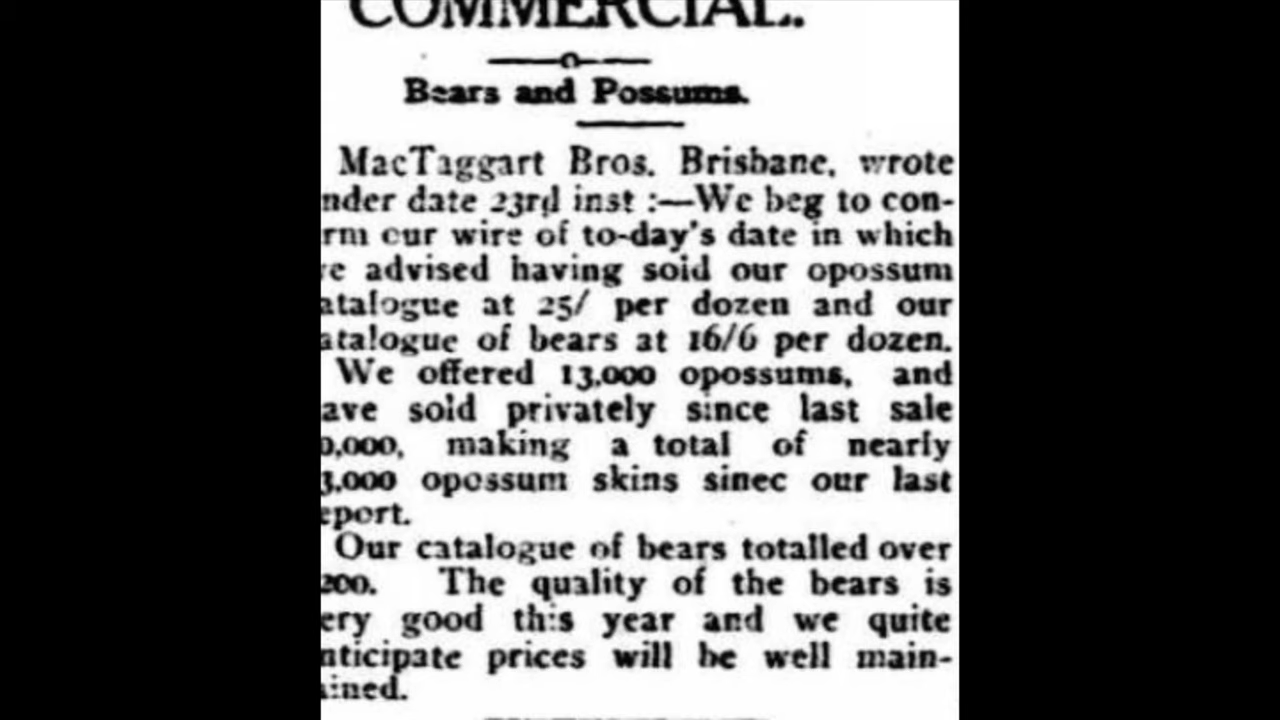 COMMERCIAL.
Bears and Possums.
MacTaggart Bros. Brisbane, wrote
nder date 23rd inst :—We beg to con-
rm our wire of to-day's date in which
e advised having sold our opossum
atalogue at 25/ per dozen and our
atalogue of bears at 16/6 per dozen.
We offered 13,000 opossums, and
ave sold privately since last sale
0,000, making a total of nearly
3,000 opossum skins sinec our last
eport.
Our catalogue of bears totalled over
200. The quality of the bears is
ery good this year and we quite
nticipate prices will be well main-
ained.